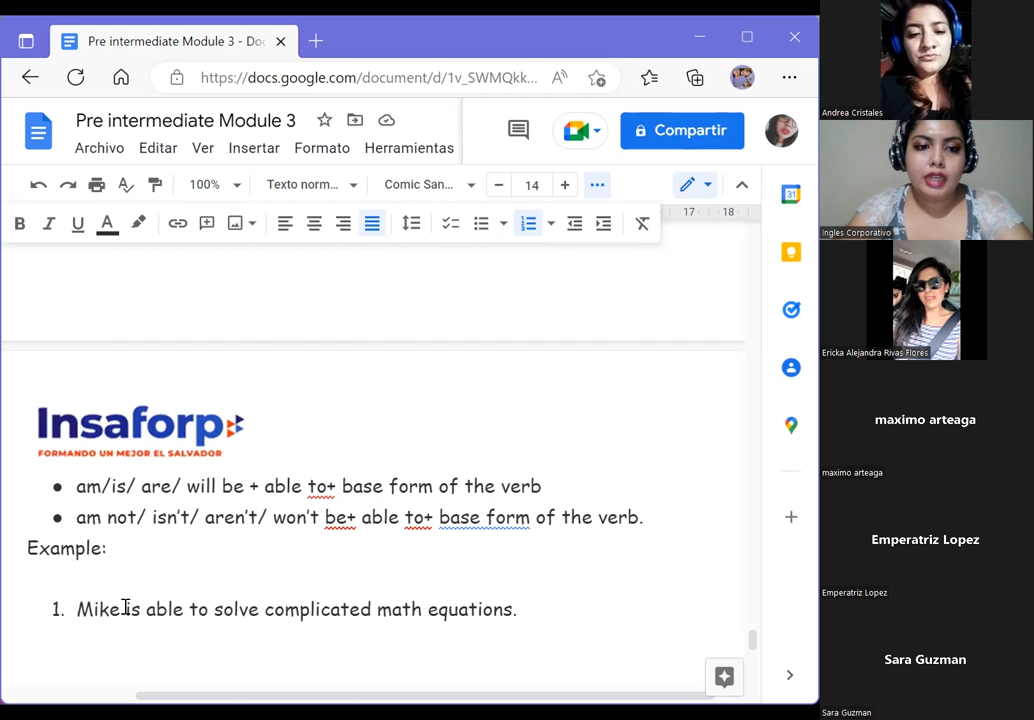 Pre intermediate Module 3 - Doc
https://docs.google.com/document/d/1v_SWMQkk...
Pre intermediate Module 3
Archivo Editar Ver Insertar Formato Herramientas
Compartir
100% Texto norm... Comic San... 14
17 18
Insaforp
FORMANDO UN MEJOR EL SALVADOR
am/is/ are/ will be + able to+ base form of the verb
am not/ isn't/ aren't/ won't be+ able to+ base form of the verb.
Example:
1. Mike is able to solve complicated math equations.
Andrea Cristales
Ingles Corporativo
Ericka Alejandra Rivas Flores
maximo arteaga
maximo arteaga
Emperatriz Lopez
Emperatriz Lopez
Sara Guzman
Sara Guzman